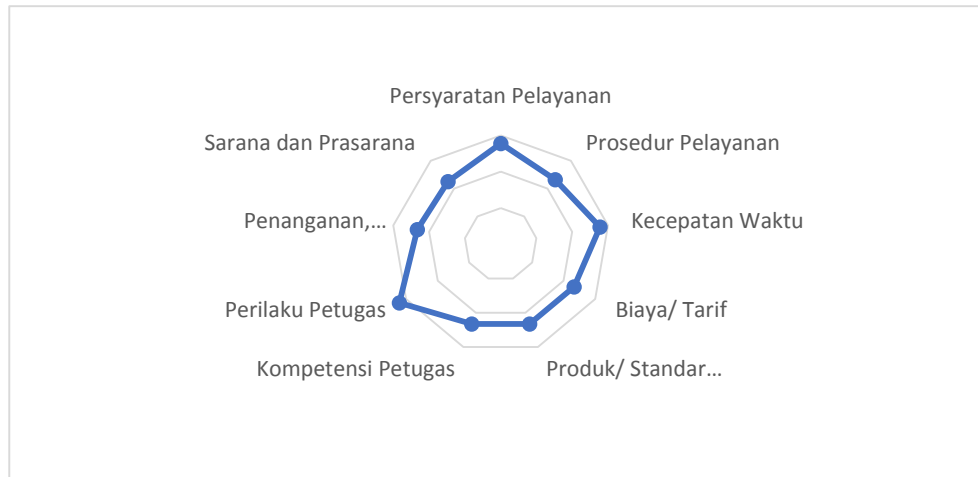 Persyaratan Pelayanan
Prosedur Pelayanan
Kecepatan Waktu
Biaya/ Tarif
Produk/ Standar...
Kompetensi Petugas
Perilaku Petugas
Penanganan,...
Sarana dan Prasarana